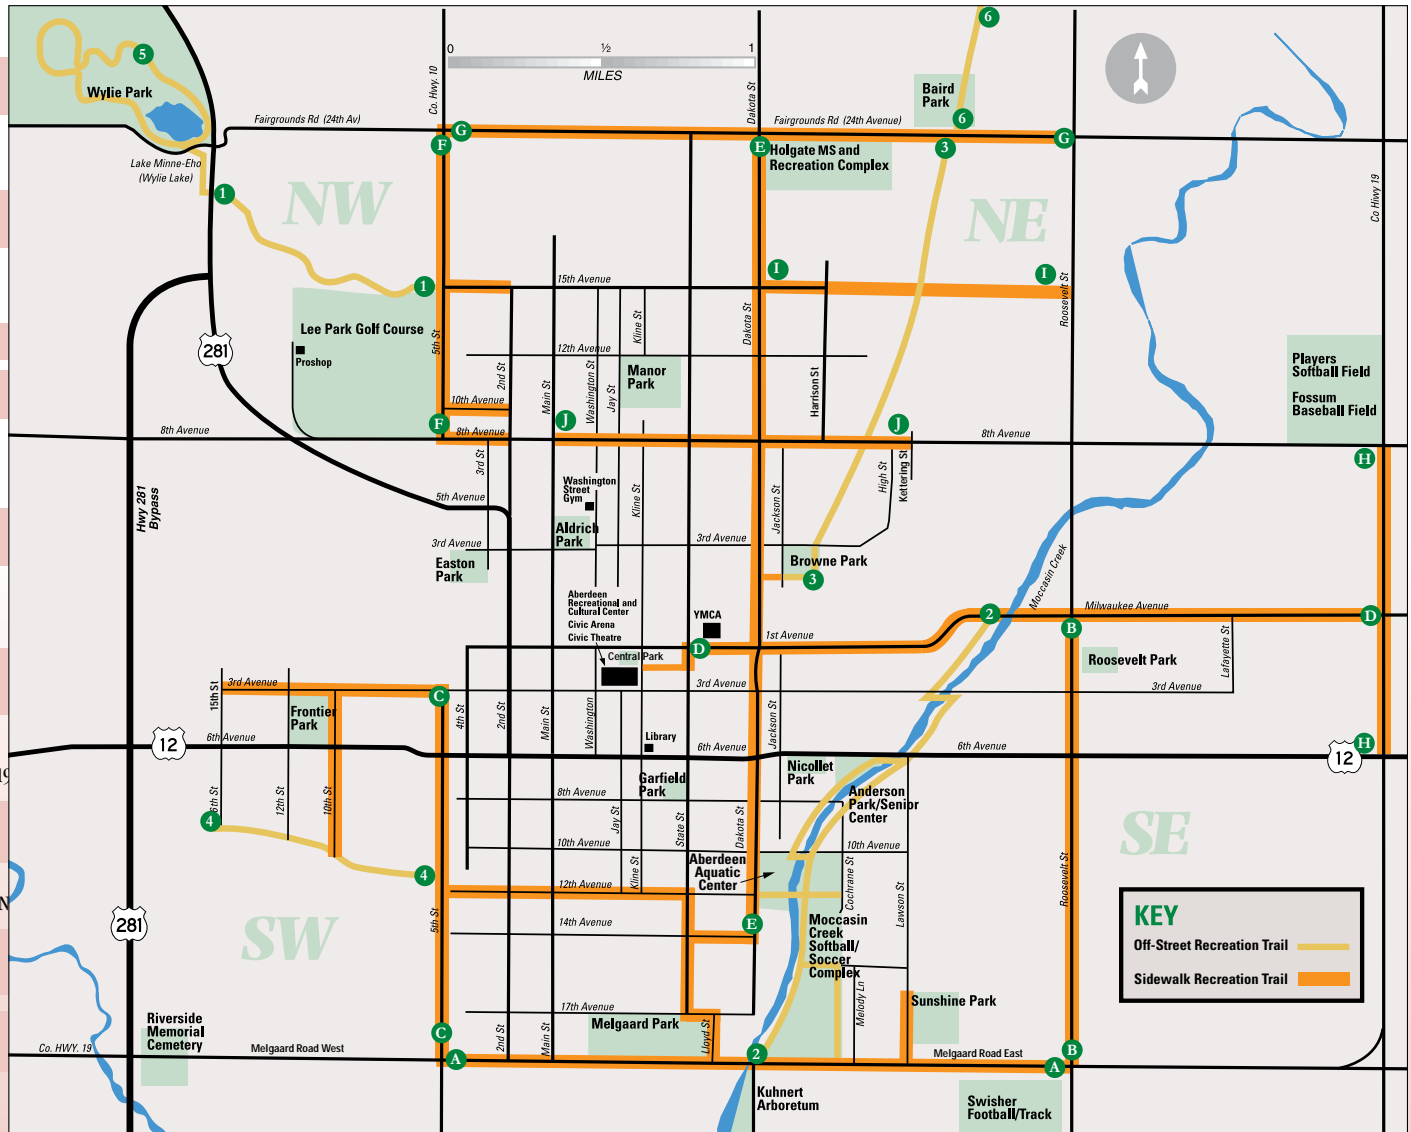 6
0
½
1
MILES
Co. Hwy. 10
Dakota St
5
Wylie Park
Baird
Park
6
Fairgrounds Rd (24th Av)
G
Fairgrounds Rd (24th Avenue)
G
F
E
Holgate MS and
Recreation Complex
3
Lake Minne-Eho
(Wylie Lake)
1
NW
NE
Co Hiwy 19
1
15th Avenue
I
I
Roosevelt St
Lee Park Golf Course
Proshop
281
5th St
2nd St
Main St
Washington St
Jay St
Kline St
Dakota St
Harrison St
12th Avenue
Manor
Park
Players
Softball Field
Fossum
Baseball Field
10th Avenue
F
J
J
8th Avenue
8th Avenue
8th Avenue
H
3rd St
Washington
Street
Gym
Kline St
Jackson St
High St
Kettering St
Hwy 281
Bypass
5th Avenue
Aldrich
Park
3rd Avenue
3rd Avenue
Easton
Park
Browne Park
3
Moccasin Creek
Aberdeen
Recreational and
Cultural Center
Civic Arena
Civic Theatre
YMCA
2
Milwaukee Avenue
D
B
1st Avenue
D
Central Park
Roosevelt Park
Lafayette St
15th St
3rd Avenue
C
3rd Avenue
3rd Avenue
Frontier
Park
4th St
2nd St
Main St
Washington
Jackson St
12
6th Avenue
Library
6th Avenue
6th Avenue
H
12
16th St
12th St
10th St
Garfield
Park
Nicollet
Park
Anderson
Park/Senior
Center
8th Avenue
4
Jay St
State St
Dakota St
SE
10th Avenue
10th Avenue
Aberdeen
Aquatic
Center
4
12th Avenue
Kline St
Cochrane St
Lawson St
Roosevelt St
281
SW
5th St
14th Avenue
E
Moccasin
Creek
Softball/
Soccer
Complex
KEY
Off-Street Recreation Trail
Sidewalk Recreation Trail
Melody Ln
17th Avenue
Sunshine Park
Riverside
Memorial
Cemetery
C
2nd St
Main St
Melgaard Park
Lloyd St
Co. HWY. 19
Melgaard Road West
A
2
Melgaard Road East
A
B
Kuhnert
Arboretum
Swisher
Football/Track